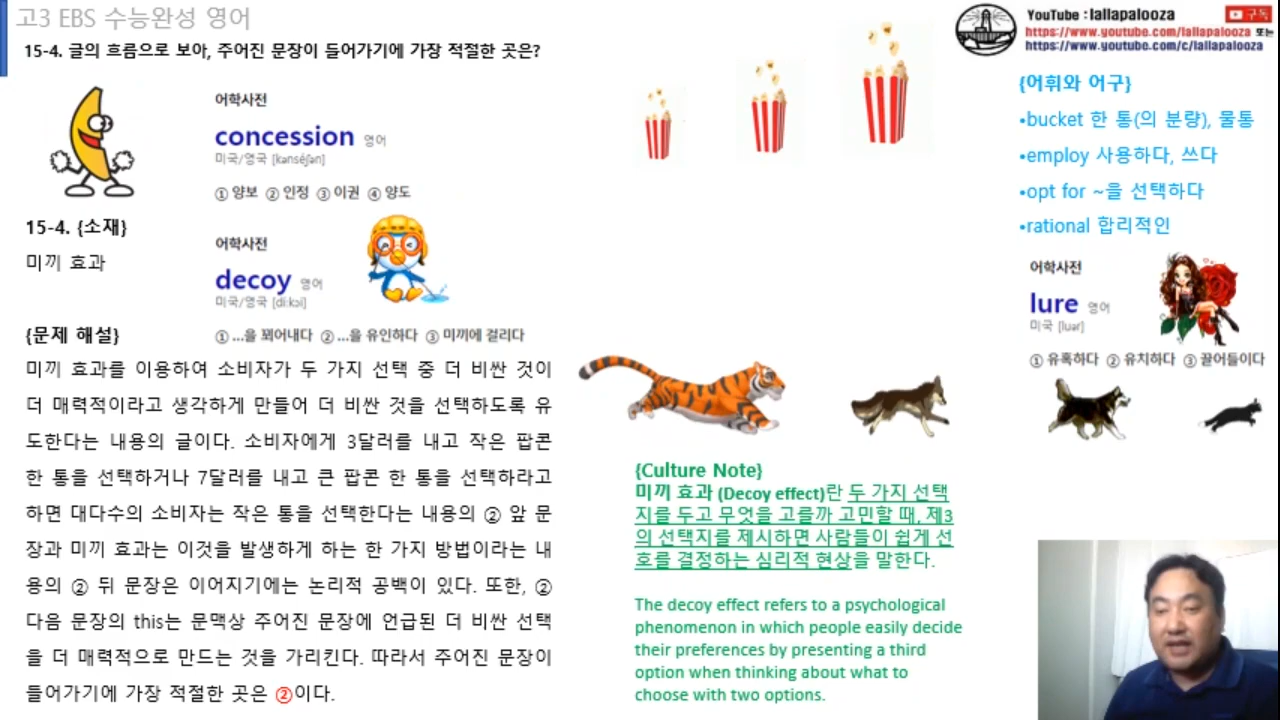 고3 EBS 수능완성 영어
15-4. 글의 흐름으로 보아, 주어진 문장이 들어가기에 가장 적절한 곳은?
어학사전
concession 영어
미국/영국 [kənséʃən]
① 양보 ② 인정 ③ 이권 ④ 양도
15-4. {소재}
미끼 효과
어학사전
decoy 영어
미국/영국 [di:kɔi]
① ...을 꾀어내다 ② ...을 유인하다 ③ 미끼에 걸리다
{문제 해설}
미끼 효과를 이용하여 소비자가 두 가지 선택 중 더 비싼 것이
더 매력적이라고 생각하게 만들어 더 비싼 것을 선택하도록 유
도한다는 내용의 글이다. 소비자에게 3달러를 내고 작은 팝콘
한 통을 선택하거나 7달러를 내고 큰 팝콘 한 통을 선택하라고
하면 대다수의 소비자는 작은 통을 선택한다는 내용의 ② 앞 문
장과 미끼 효과는 이것을 발생하게 하는 한 가지 방법이라는 내
용의 ② 뒤 문장은 이어지기에는 논리적 공백이 있다. 또한, ②
다음 문장의 this는 문맥상 주어진 문장에 언급된 더 비싼 선택
을 더 매력적으로 만드는 것을 가리킨다. 따라서 주어진 문장이
들어가기에 가장 적절한 곳은 ②이다.
{Culture Note}
미끼 효과 (Decoy effect)란 두 가지 선택
지를 두고 무엇을 고를까 고민할 때, 제3
의 선택지를 제시하면 사람들이 쉽게 선
호를 결정하는 심리적 현상을 말한다.
The decoy effect refers to a psychological
phenomenon in which people easily decide
their preferences by presenting a third
option when thinking about what to
choose with two options.
YouTube : lallapalooza
구독
https://www.youtube.com/lallapalooza 또는
https://www.youtube.com/c/lallapalooza
{어휘와 어구}
•bucket 한 통(의 분량), 물통
•employ 사용하다, 쓰다
•opt for ~을 선택하다
•rational 합리적인
어학사전
lure 영어
미국 [lʊər]
① 유혹하다 ② 유치하다 ③ 끌어들이다